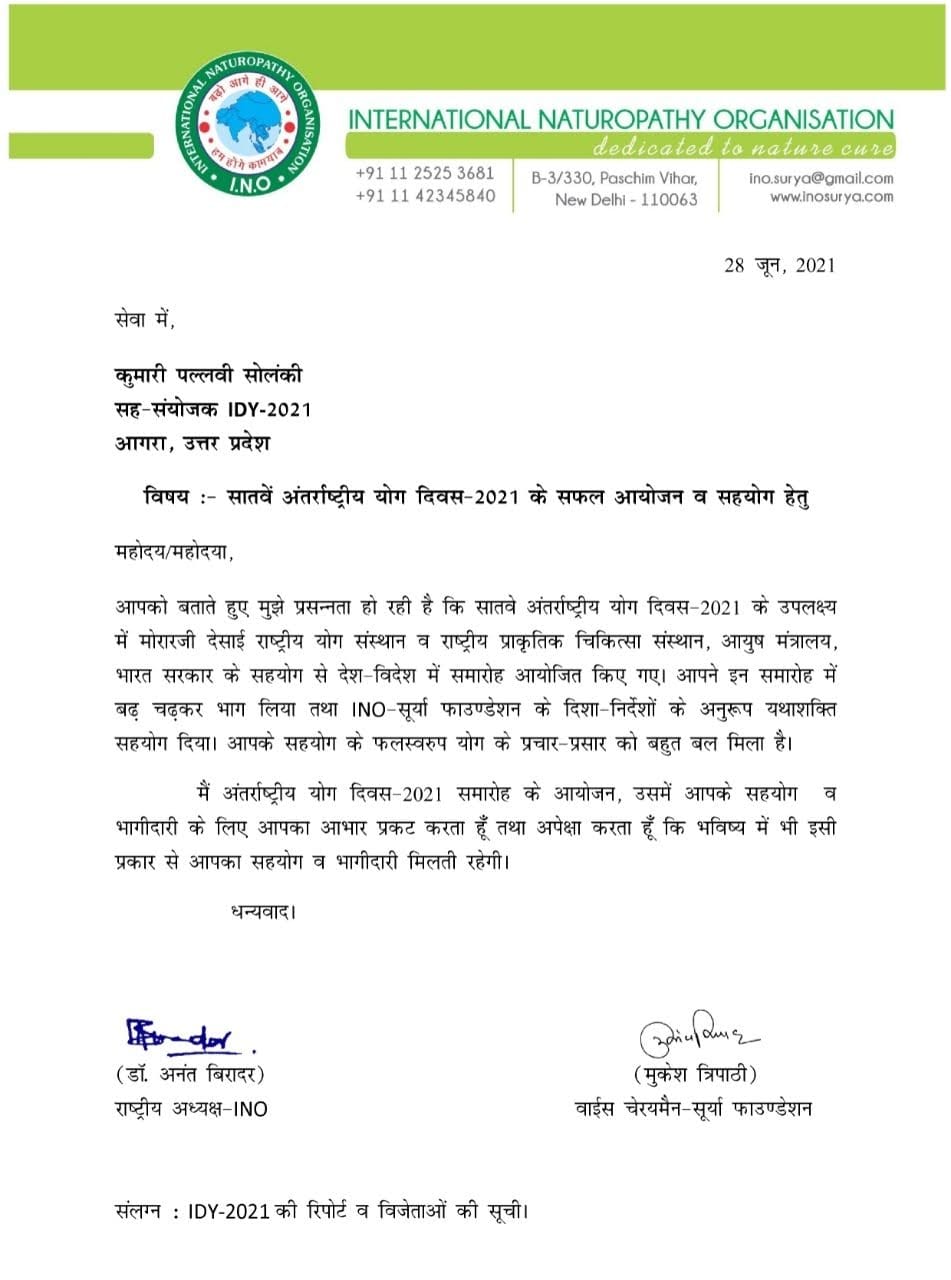 INTERNATIONAL NATUROPATHY ORGANISATION
बढ़ो आगे ही आगे
हम होंगे कामयाब
I.N.O
INTERNATIONAL NATUROPATHY ORGANISATION
dedicated to nature cure
+91 11 2525 3681
+91 11 42345840
B-3/330, Paschim Vihar,
New Delhi - 110063
ino.surya@gmail.com
www.inosurya.com
28 जून, 2021
सेवा में,
कुमारी पल्लवी सोलंकी
सह-संयोजक IDY-2021
आगरा, उत्तर प्रदेश
विषय :- सातवें अंतर्राष्ट्रीय योग दिवस-2021 के सफल आयोजन व सहयोग हेतु
महोदय/महोदया,
आपको बताते हुए मुझे प्रसन्नता हो रही है कि सातवे अंतर्राष्ट्रीय योग दिवस-2021 के उपलक्ष्य
में मोरारजी देसाई राष्ट्रीय योग संस्थान व राष्ट्रीय प्राकृतिक चिकित्सा संस्थान, आयुष मंत्रालय,
भारत सरकार के सहयोग से देश-विदेश में समारोह आयोजित किए गए। आपने इन समारोह में
बढ़ चढ़कर भाग लिया तथा INO-सूर्या फाउण्डेशन के दिशा-निर्देशों के अनुरूप यथाशक्ति
सहयोग दिया। आपके सहयोग के फलस्वरुप योग के प्रचार-प्रसार को बहुत बल मिला है।
मैं अंतर्राष्ट्रीय योग दिवस-2021 समारोह के आयोजन, उसमें आपके सहयोग व
भागीदारी के लिए आपका आभार प्रकट करता हूँ तथा अपेक्षा करता हूँ कि भविष्य में भी इसी
प्रकार से आपका सहयोग व भागीदारी मिलती रहेगी।
धन्यवाद।
(डॉ. अनंत बिरादर)
राष्ट्रीय अध्यक्ष-INO
(मुकेश त्रिपाठी)
वाईस चेरयमैन-सूर्या फाउण्डेशन
संलग्न : IDY-2021 की रिपोर्ट व विजेताओं की सूची।